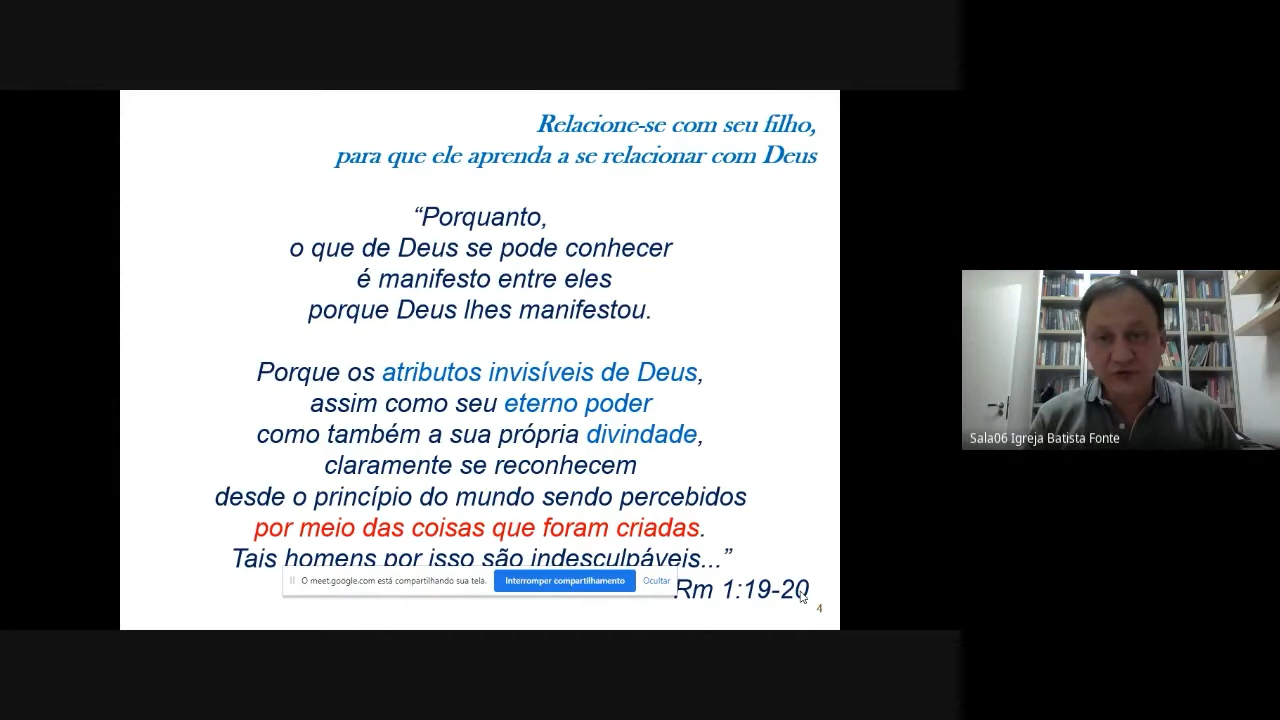 Relacione-se com seu filho,
para que ele aprenda a se relacionar com Deus
“Porquanto,
o que de Deus se pode conhecer
é manifesto entre eles
porque Deus lhes manifestou.
Porque os atributos invisíveis de Deus,
assim como seu eterno poder
como também a sua própria divindade,
claramente se reconhecem
desde o princípio do mundo sendo percebidos
por meio das coisas que foram criadas.
Tais homens por isso são indesculpáveis...”
O meet.google.com está compartilhando sua tela. Interromper compartilhamento Ocultar
Rm 1:19-20
4
Sala06 Igreja Batista Fonte